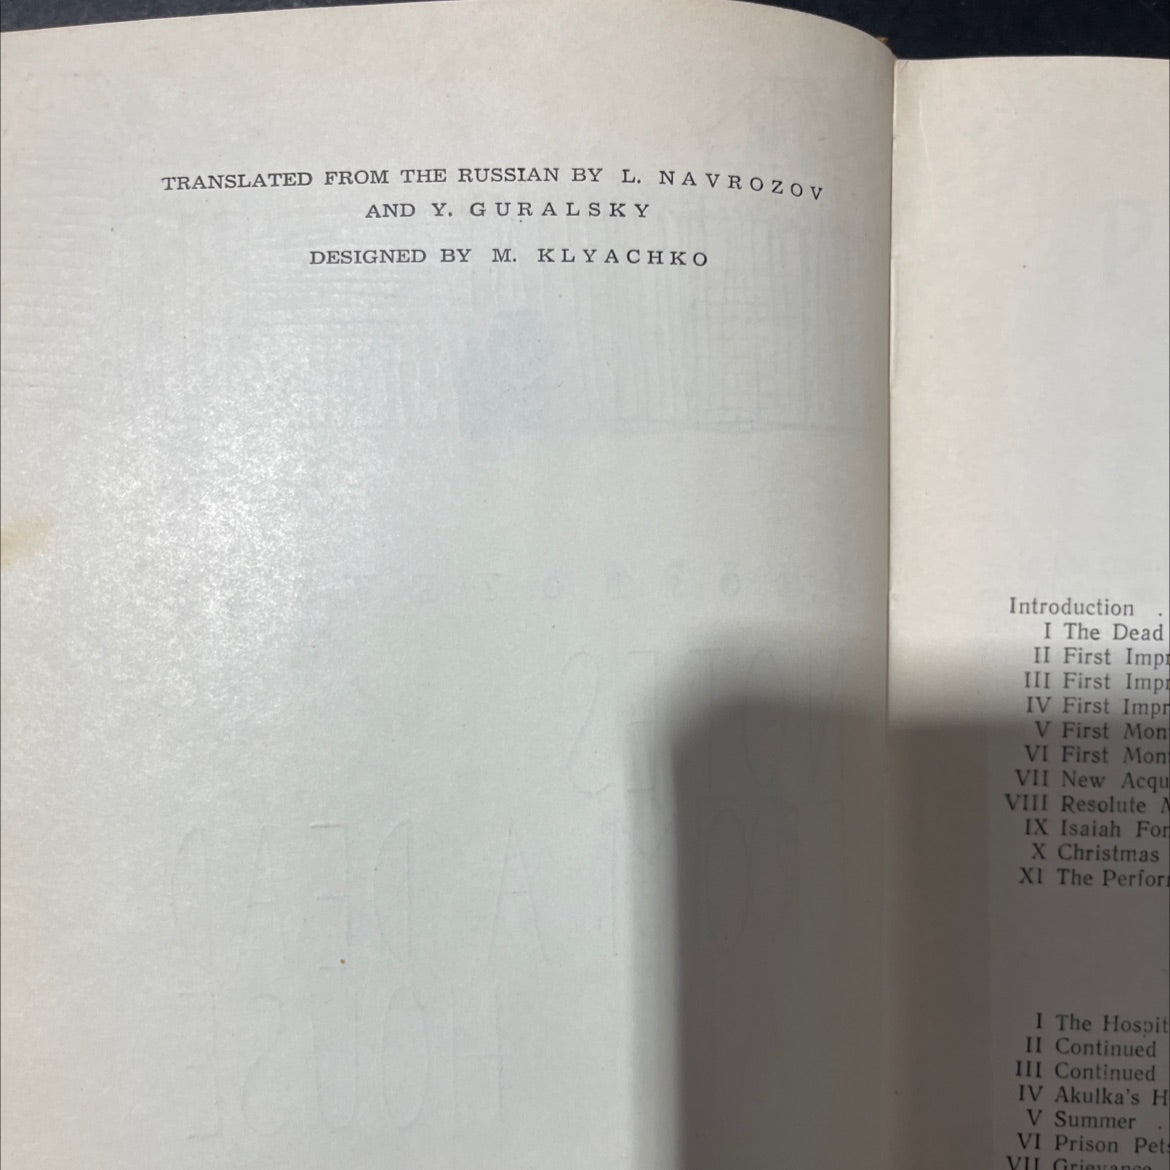 TRANSLATED FROM THE RUSSIAN BY L. NAVROZOV
AND Y. GURALSKY
DESIGNED BY M. KLYACHKO
Introduction .
I The Dead
II First Impr
III First Impr
IV First Impr
V First Mon
VI First Mon
VII New Acqu
VIII Resolute M
IX Isaiah For
X Christmas
XI The Perfor
I The Hospit
II Continued
III Continued
IV Akulka's H
V Summer .
VI Prison Pet
VII Grievance